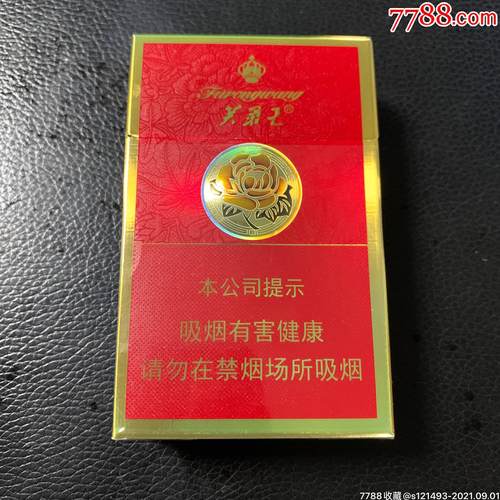 7788.com
Furongwang
芙蓉王®
本公司提示
吸烟有害健康
请勿在禁烟场所吸烟
7788收藏@s121493-2021.09.01